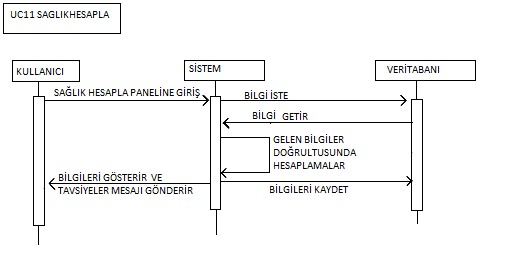 UC11 SAGLIKHESAPLA
KULLANICI
SİSTEM
VERİTABANI
SAĞLIK HESAPLA PANELİNE GİRİŞ
BİLGİ İSTE
BİLGİ GETİR
GELEN BİLGİLER
DOĞRULTUSUNDA
HESAPLAMALAR
BİLGİLERİ GÖSTERİR VE
TAVSİYELER MESAJI GÖNDERİR
BİLGİLERİ KAYDET